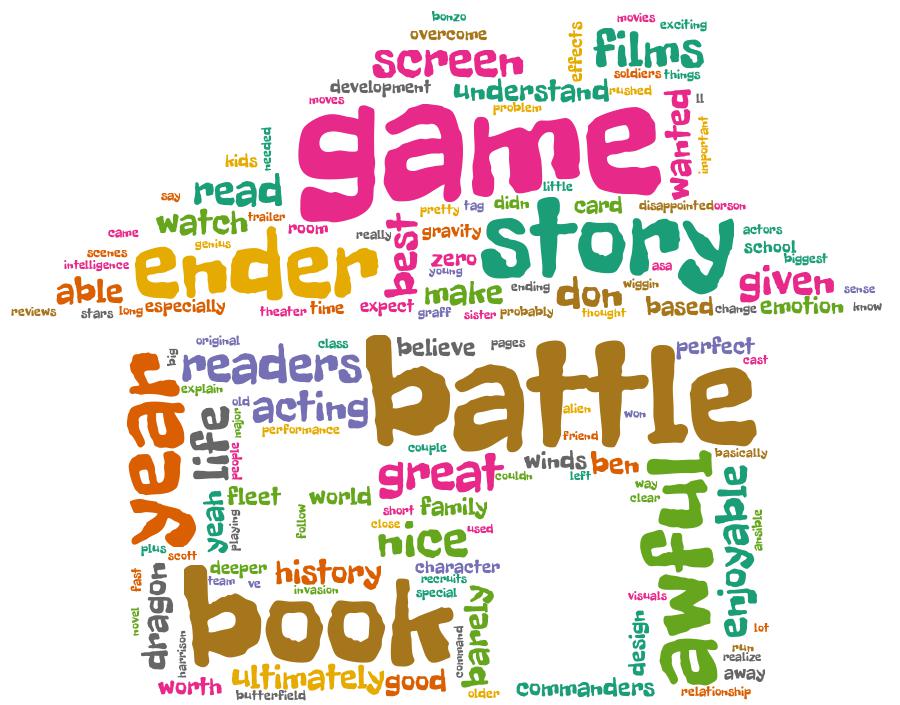 bonzo
overcome
effects
films
movies
exciting
screen
soldiers
things
development
understand
rushed
moves
problem
wanted
ll
important
game
needed
kids
read
say
little
watch
trailer
room
pretty
tag
didn
card
disappointed
orson
came
genius
really
best
gravity
story
actors
school
scenes
ender
zero
biggest
intelligence
young
asa
able
make
ending
don
wiggin
given
sense
reviews
stars
long
especially
theater
time
expect
graff
sister
probably
thought
based
change
emotion
know
original
class
believe
pages
perfect
year
big
readers
battle
cast
explain
life
old
major
acting
alien
won
performance
friend
people
couple
great
couldn
winds
left
ben
basically
awful
yeah
fleet
world
short
family
way
clear
enjoyable
playing
follow
close
nice
used
ansible
plus
scott
fast
dragon
deeper
team
ve
history
invasion
character
recruits
special
novel
harrison
book
command
barely
visuals
design
lot
run
realize
away
worth
ultimately
good
butterfield
older
commanders
relationship